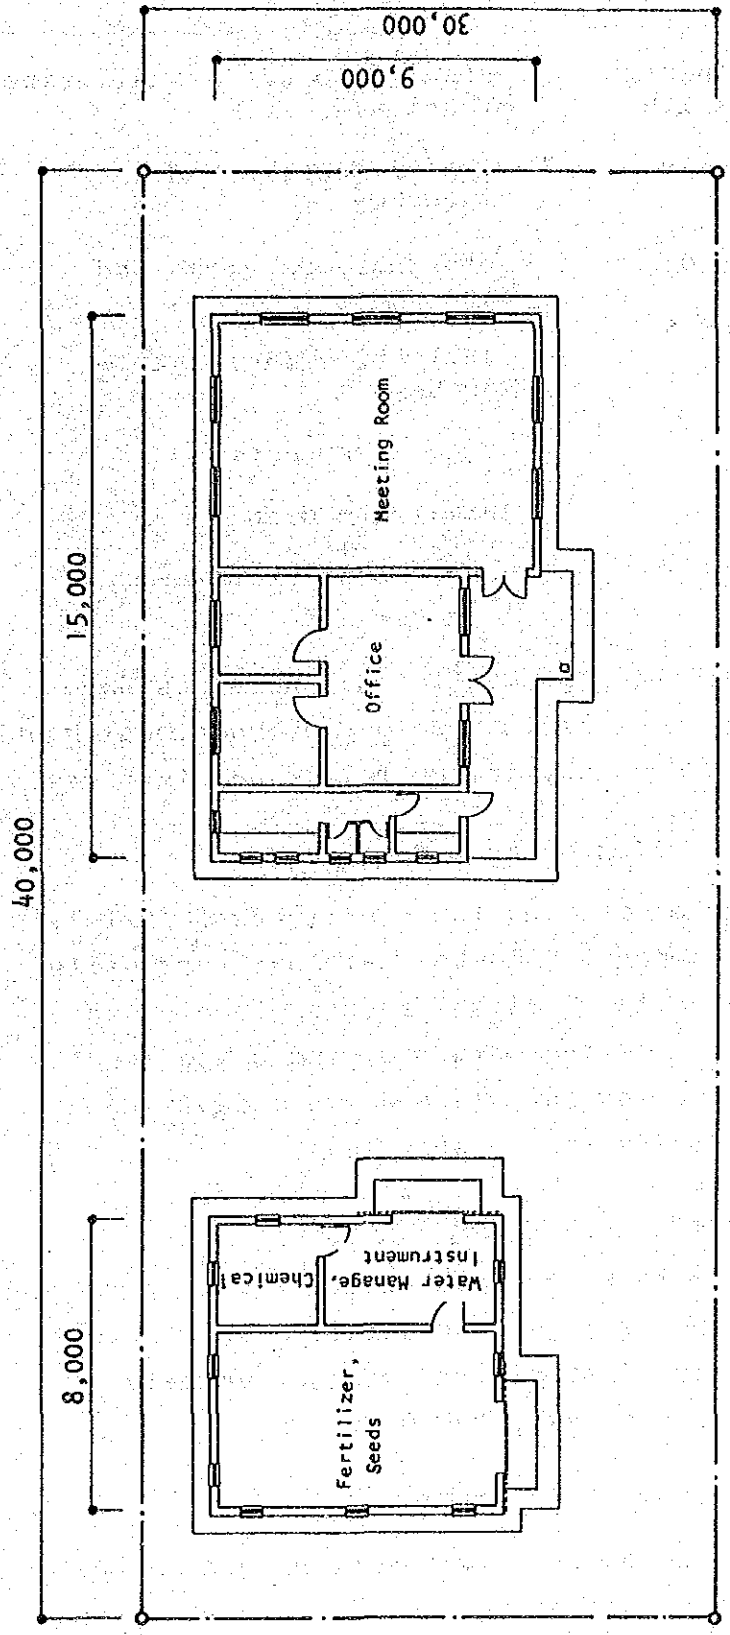 30,000
9,000
40,000
15,000
8,000
Meeting Room
Office
Chemical
Water Manage.
Instrument
Fertilizer,
Seeds